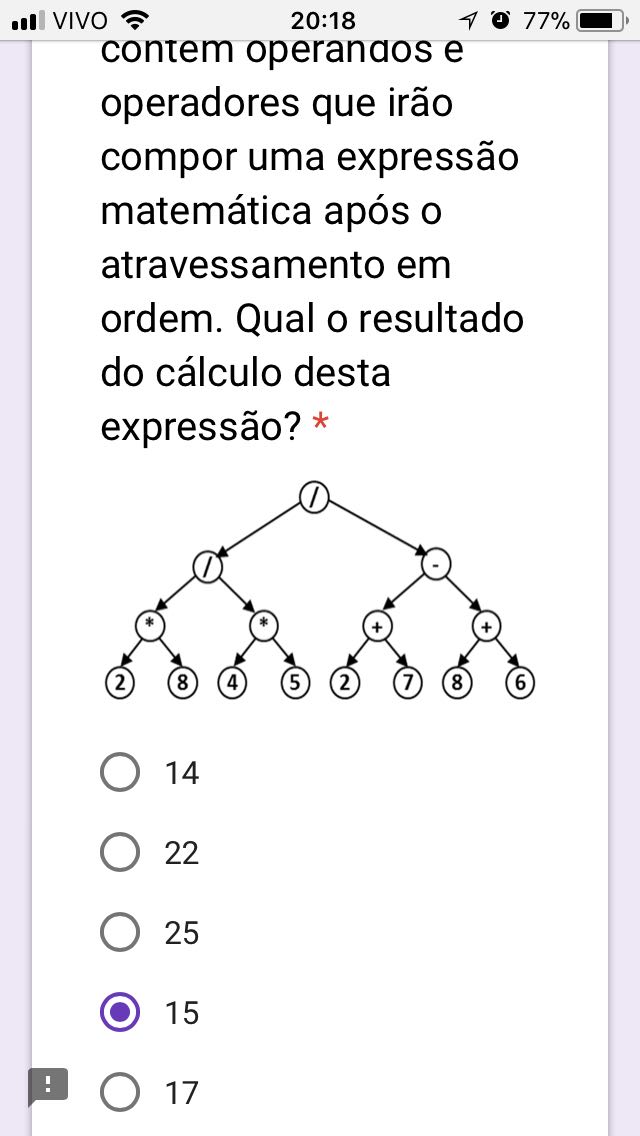 VIVO 20:18 77%
contém operandos e
operadores que irão
compor uma expressão
matemática após o
atravessamento em
ordem. Qual o resultado
do cálculo desta
expressão? *
/
/ -
* * + +
2 8 4 5 2 7 8 6
14
22
25
15
! 17